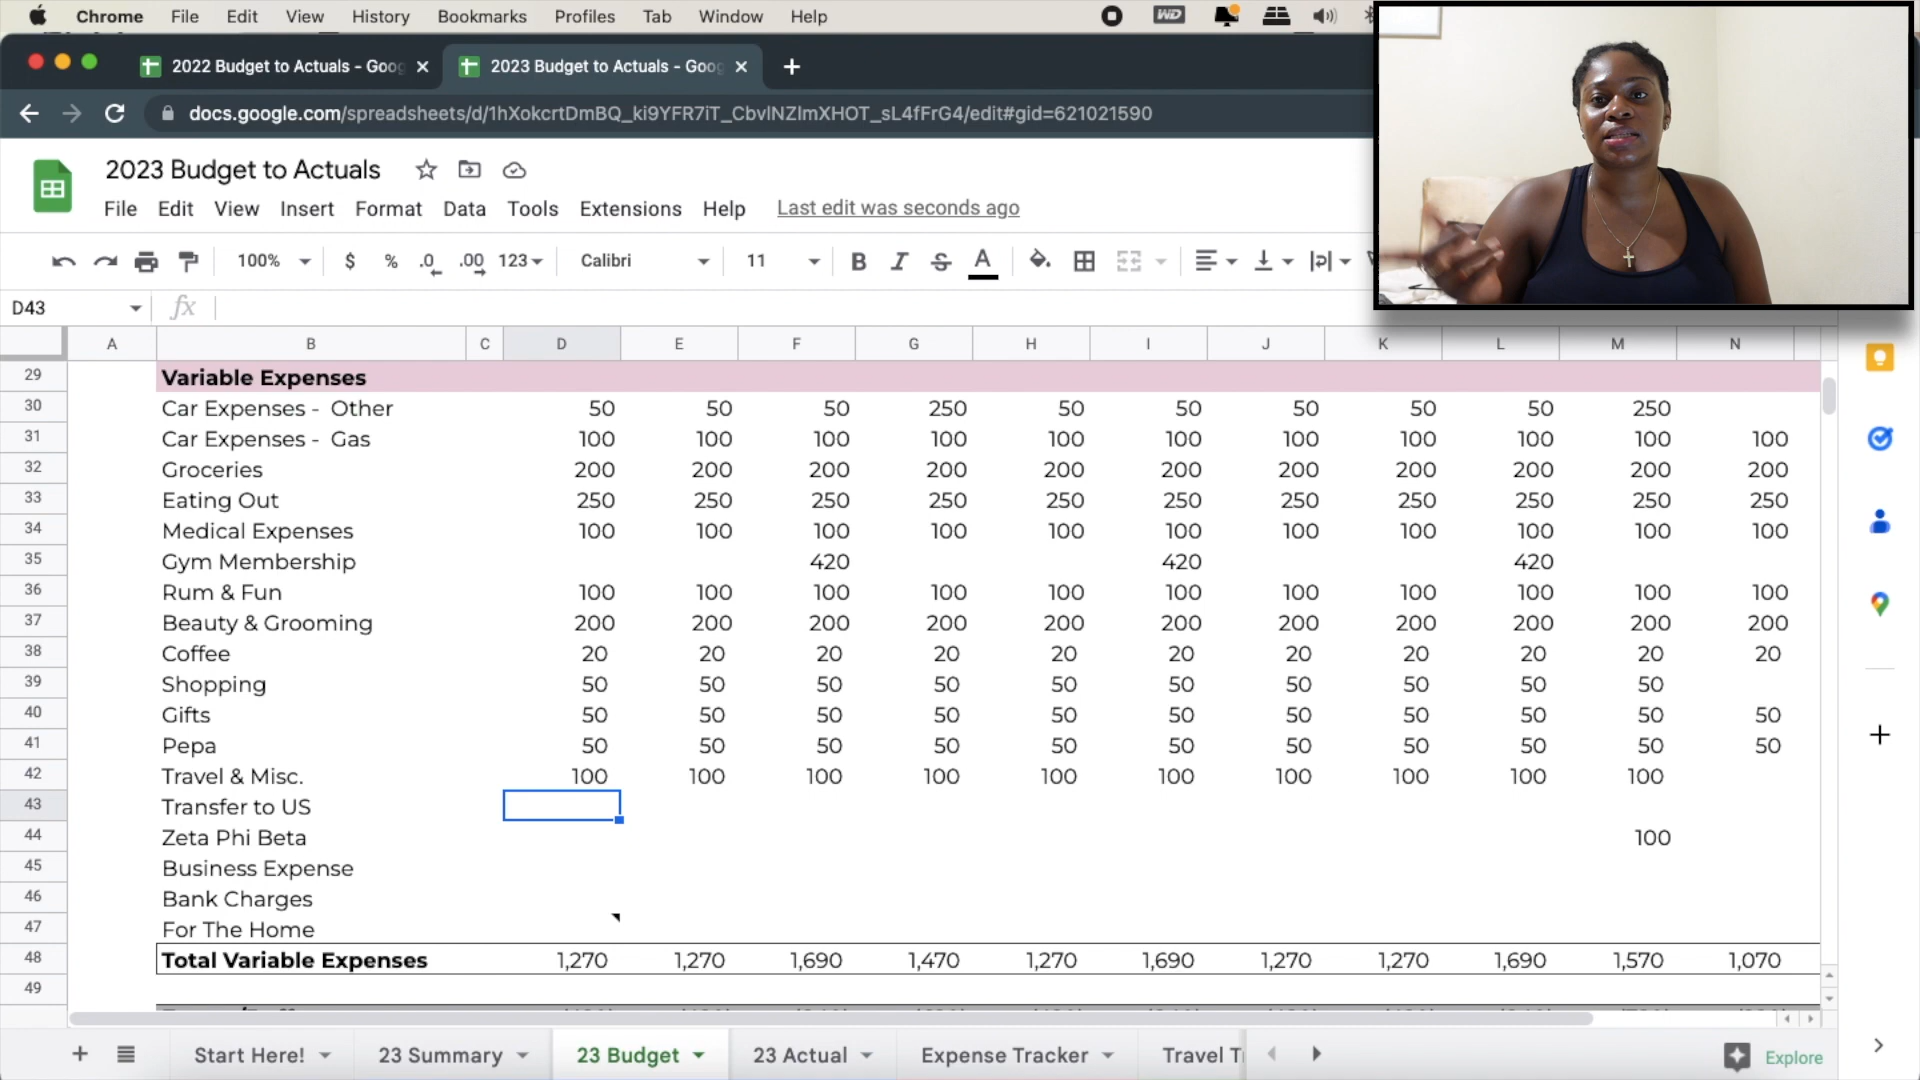 Chrome File Edit View History Bookmarks Profiles Tab Window Help WD
2022 Budget to Actuals - Goog 2023 Budget to Actuals - Goog
docs.google.com/spreadsheets/d/1hXokcrtDmBQ_ki9YFR7iT_CbvlNZlmXHOT_sL4fFrG4/edit#gid=621021590
2023 Budget to Actuals
File Edit View Insert Format Data Tools Extensions Help Last edit was seconds ago
100% $ % .0 .00 123 Calibri 11 B I S A
D43 fx
A B C D E F G H I J K L M N
29 Variable Expenses
30 Car Expenses - Other 50 50 50 250 50 50 50 50 50 250
31 Car Expenses - Gas 100 100 100 100 100 100 100 100 100 100 100
32 Groceries 200 200 200 200 200 200 200 200 200 200 200
33 Eating Out 250 250 250 250 250 250 250 250 250 250 250
34 Medical Expenses 100 100 100 100 100 100 100 100 100 100 100
35 Gym Membership 420 420 420
36 Rum & Fun 100 100 100 100 100 100 100 100 100 100 100
37 Beauty & Grooming 200 200 200 200 200 200 200 200 200 200 200
38 Coffee 20 20 20 20 20 20 20 20 20 20 20
39 Shopping 50 50 50 50 50 50 50 50 50 50
40 Gifts 50 50 50 50 50 50 50 50 50 50 50
41 Pepa 50 50 50 50 50 50 50 50 50 50 50
42 Travel & Misc. 100 100 100 100 100 100 100 100 100 100
43 Transfer to US
44 Zeta Phi Beta 100
45 Business Expense
46 Bank Charges
47 For The Home
48 Total Variable Expenses 1,270 1,270 1,690 1,470 1,270 1,690 1,270 1,270 1,690 1,570 1,070
49
Start Here! 23 Summary 23 Budget 23 Actual Expense Tracker Travel T Explore